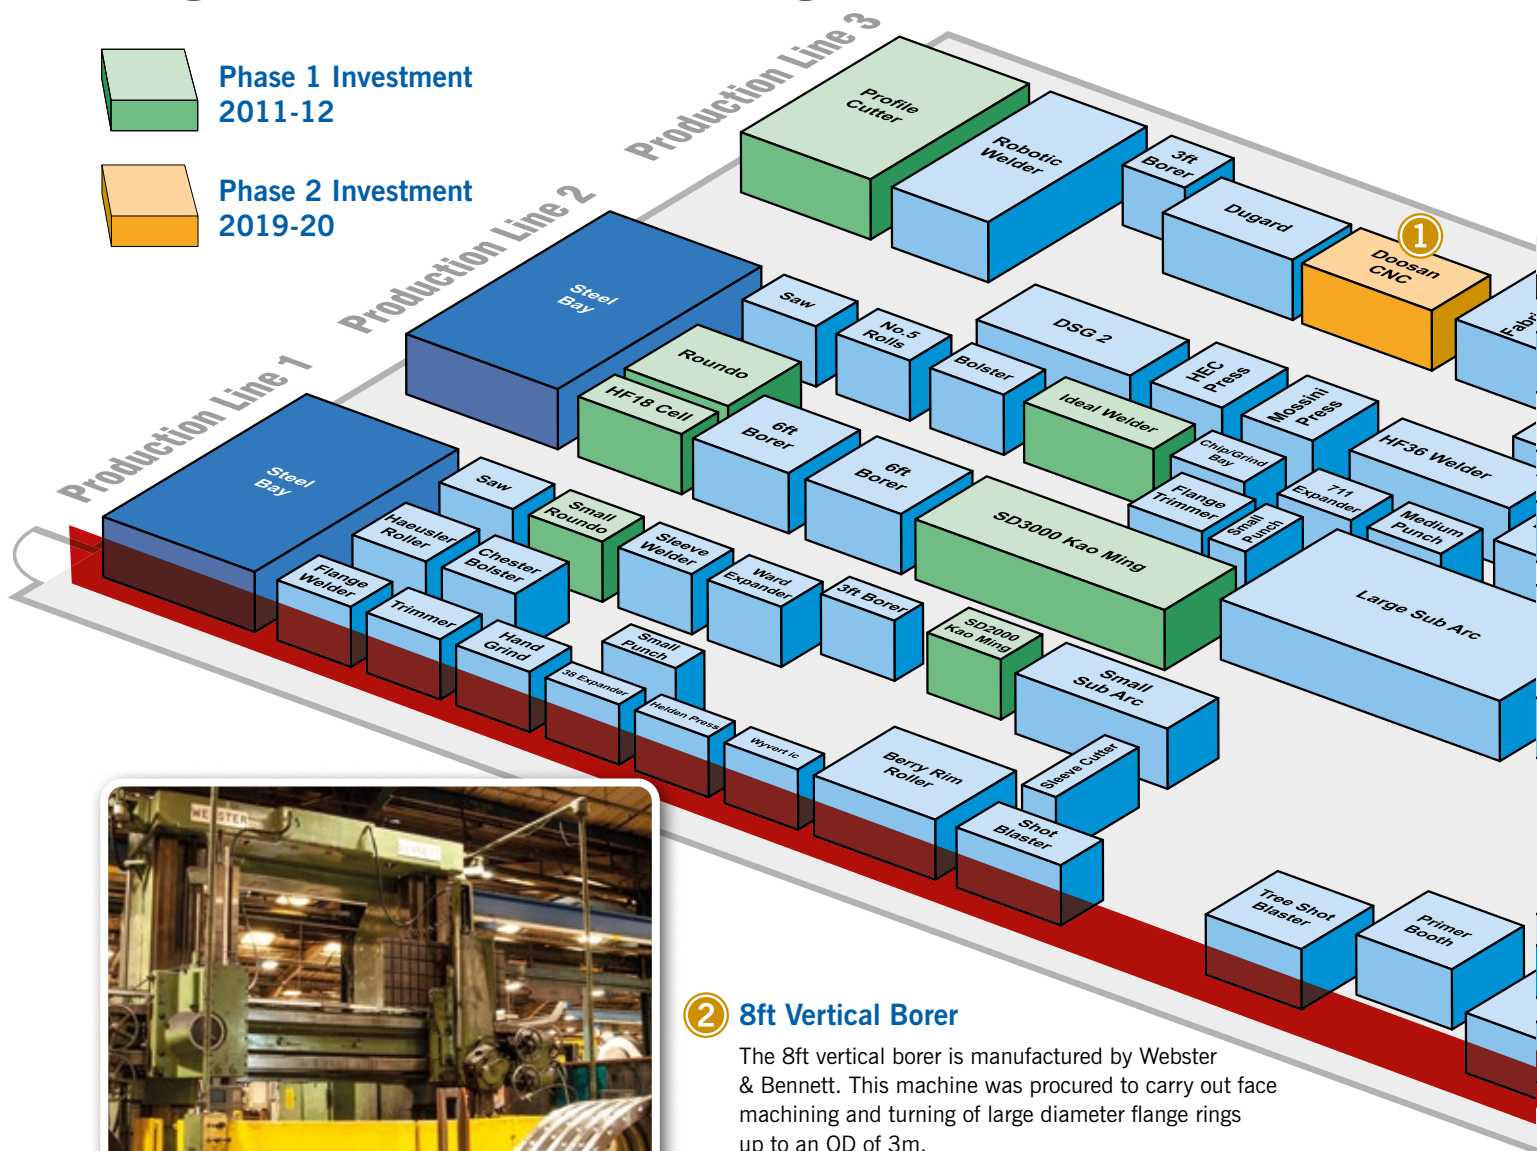 Phase 1 Investment
2011-12
Phase 2 Investment
2019-20
Production Line 3
Production Line 2
Production Line 1
Profile
Cutter
Robotic
Welder
3ft
Borer
Dugard
1
Doosan
CNC
Steel
Bay
Saw
No.5
Rolls
Bolster
DSG 2
HEC
Press
Mossini
Press
HF36 Welder
Roundo
HF18 Cell
6ft
Borer
6ft
Borer
Ideal Welder
Chip/Grind
Bay
Flange
Trimmer
Small
Punch
711
Expander
Medium
Punch
SD3000 Kao Ming
Large Sub Arc
Steel
Bay
Saw
Small
Roundo
Sleeve
Welder
Ward
Expander
3ft Borer
SD2000
Kao Ming
Small
Sub Arc
Sleeve Cutter
Haeusler
Roller
Chester
Bolster
Small
Punch
Flange
Welder
Trimmer
Hand
Grind
38 Expander
Helden Press
Wyvert ic
Berry Rim
Roller
Shot
Blaster
Tree Shot
Blaster
Primer
Booth
2 8ft Vertical Borer
The 8ft vertical borer is manufactured by Webster
& Bennett. This machine was procured to carry out face
machining and turning of large diameter flange rings
up to an OD of 3m.